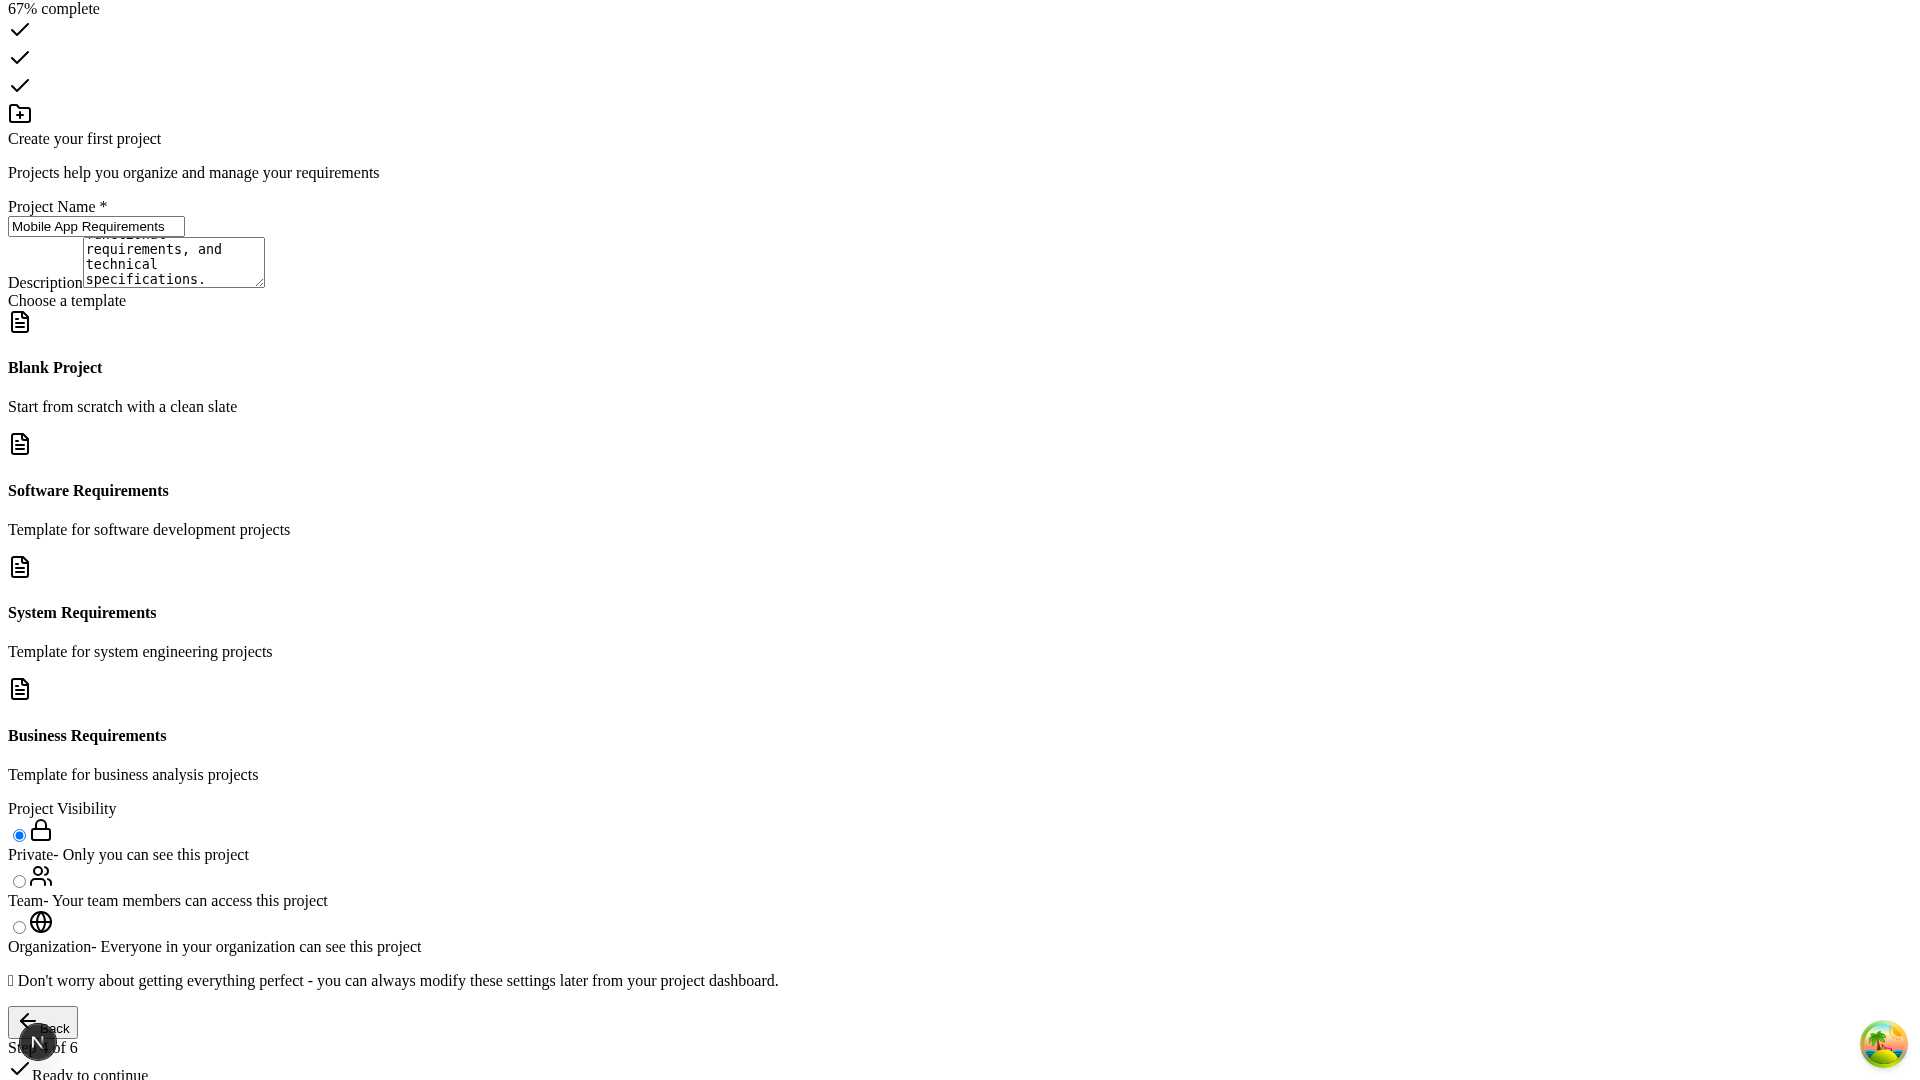 67% complete
Create your first project
Projects help you organize and manage your requirements
Project Name *
Mobile App Requirements
requirements, and
technical
Description specifications.
Choose a template
Blank Project
Start from scratch with a clean slate
Software Requirements
Template for software development projects
System Requirements
Template for system engineering projects
Business Requirements
Template for business analysis projects
Project Visibility
Private- Only you can see this project
Team- Your team members can access this project
Organization- Everyone in your organization can see this project
Don't worry about getting everything perfect - you can always modify these settings later from your project dashboard.
Back
Step 4 of 6
Ready to continue